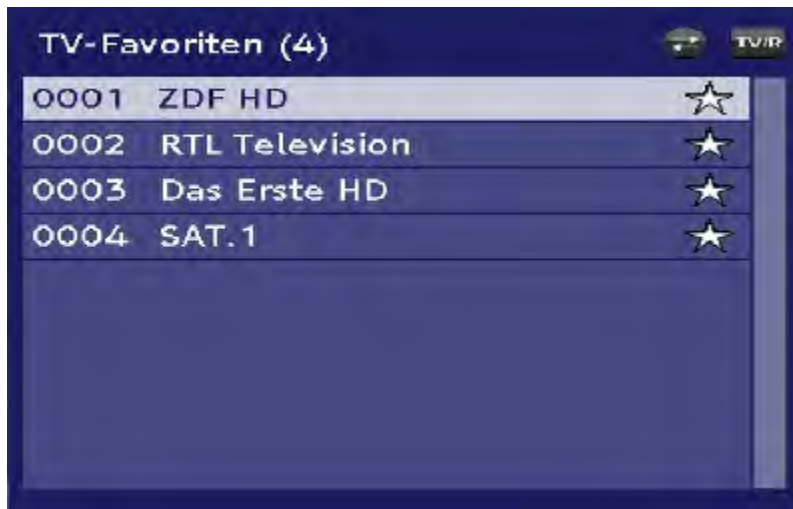 TV-Favoriten (4) TV/R
0001 ZDF HD
0002 RTL Television
0003 Das Erste HD
0004 SAT.1